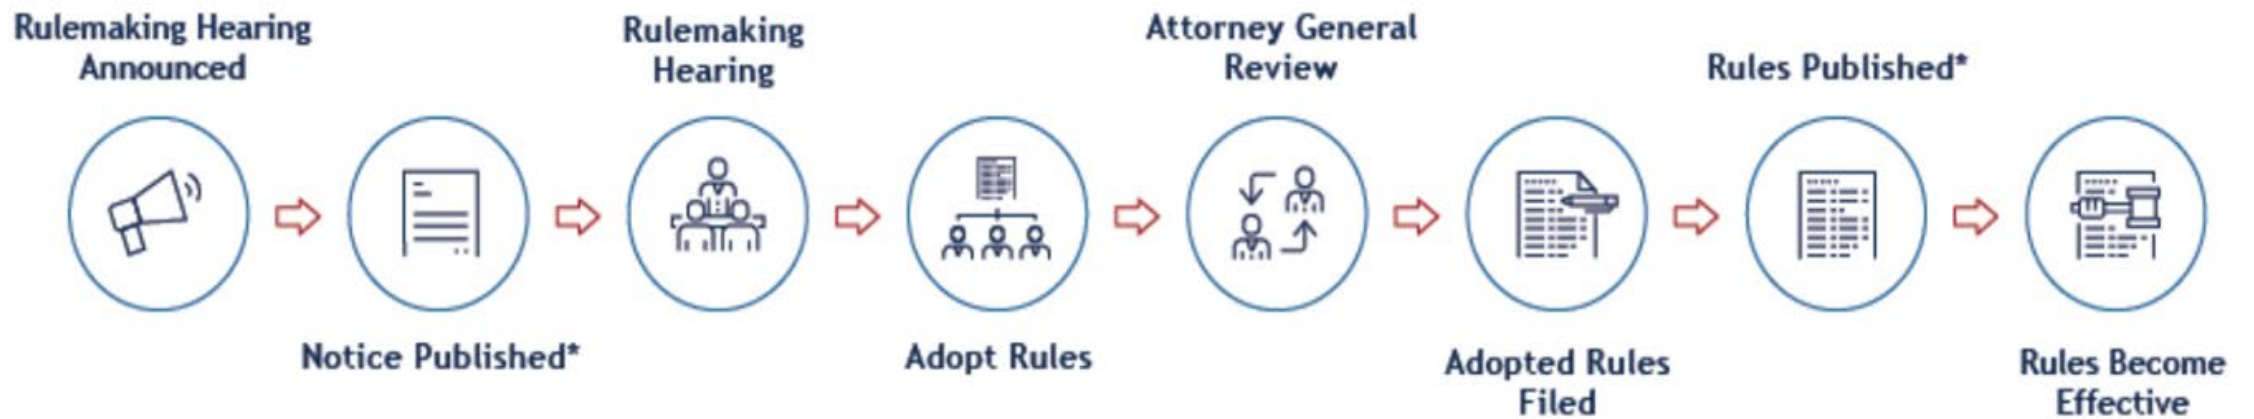 Rulemaking Hearing
Announced
Notice Published*
Rulemaking
Hearing
Adopt Rules
Attorney General
Review
Adopted Rules
Filed
Rules Published*
Rules Become
Effective